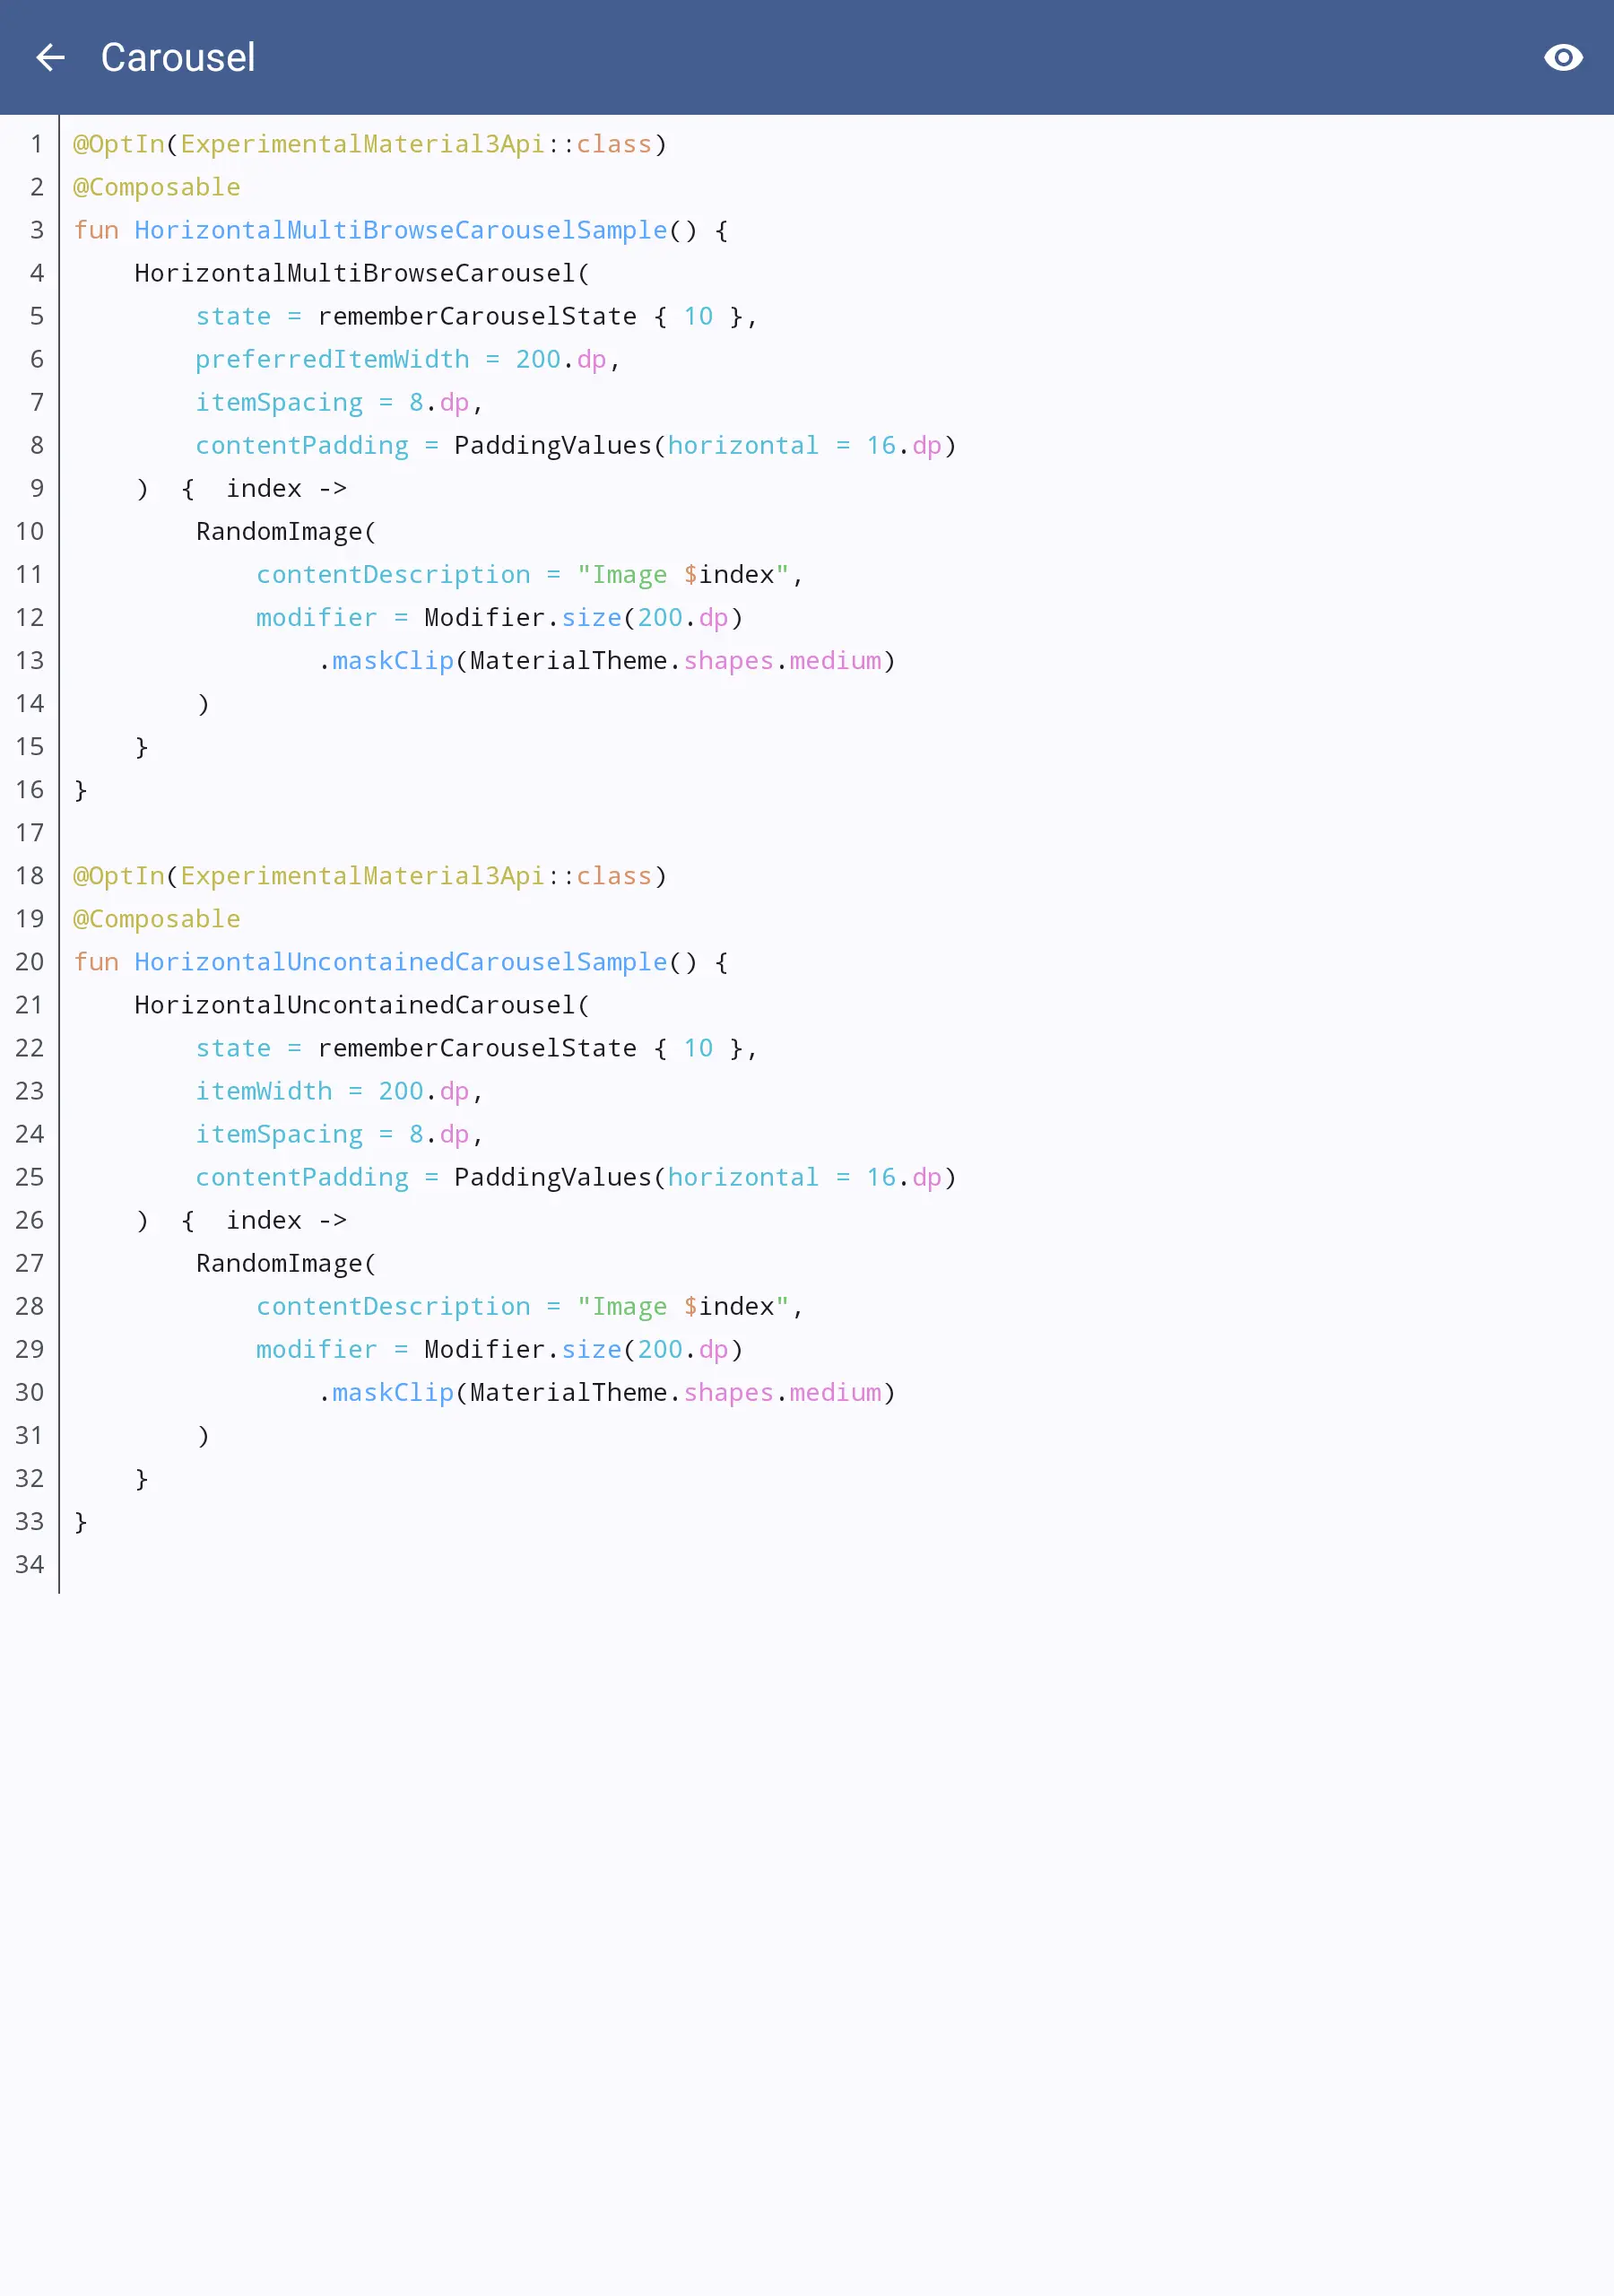 Carousel
1 @OptIn(ExperimentalMaterial3Api::class)
2 @Composable
3 fun HorizontalMultiBrowseCarouselSample() {
4     HorizontalMultiBrowseCarousel(
5         state = rememberCarouselState { 10 },
6         preferredItemWidth = 200.dp,
7         itemSpacing = 8.dp,
8         contentPadding = PaddingValues(horizontal = 16.dp)
9     )  {  index ->
10         RandomImage(
11             contentDescription = "Image $index",
12             modifier = Modifier.size(200.dp)
13                 .maskClip(MaterialTheme.shapes.medium)
14         )
15     }
16 }
17
18 @OptIn(ExperimentalMaterial3Api::class)
19 @Composable
20 fun HorizontalUncontainedCarouselSample() {
21     HorizontalUncontainedCarousel(
22         state = rememberCarouselState { 10 },
23         itemWidth = 200.dp,
24         itemSpacing = 8.dp,
25         contentPadding = PaddingValues(horizontal = 16.dp)
26     )  {  index ->
27         RandomImage(
28             contentDescription = "Image $index",
29             modifier = Modifier.size(200.dp)
30                 .maskClip(MaterialTheme.shapes.medium)
31         )
32     }
33 }
34